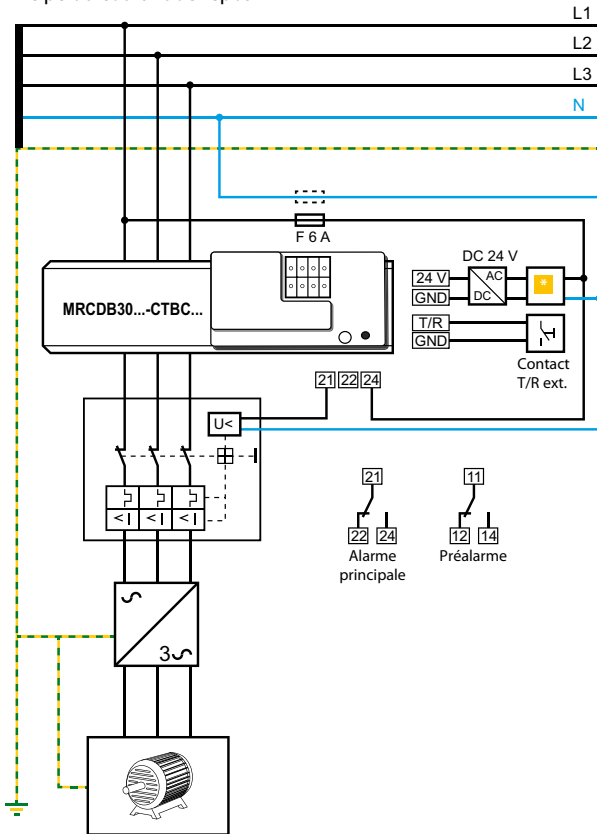 L1
L2
L3
N
F 6 A
DC 24 V
24 V
GND
AC
DC
*
T/R
GND
Contact
T/R ext.
MRCDB30...-CTBC...
21 22 24
U<
21
22 24
Alarme
principale
11
12 14
Préalarme
<I <I <I
3